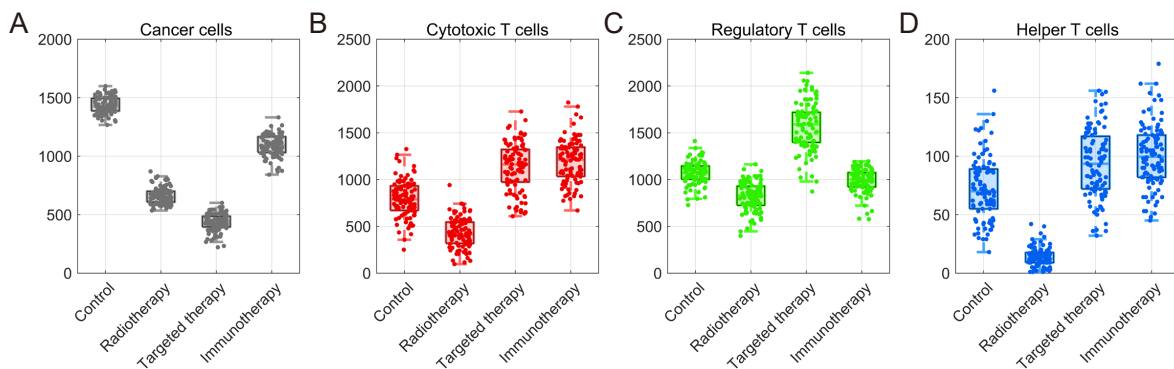 A
Cancer cells
2000
1500
1000
500
0
Control
Radiotherapy
Targeted therapy
Immunotherapy
B
Cytotoxic T cells
2500
2000
1500
1000
500
0
Control
Radiotherapy
Targeted therapy
Immunotherapy
C
Regulatory T cells
2500
2000
1500
1000
500
0
Control
Radiotherapy
Targeted therapy
Immunotherapy
D
Helper T cells
200
150
100
50
0
Control
Radiotherapy
Targeted therapy
Immunotherapy